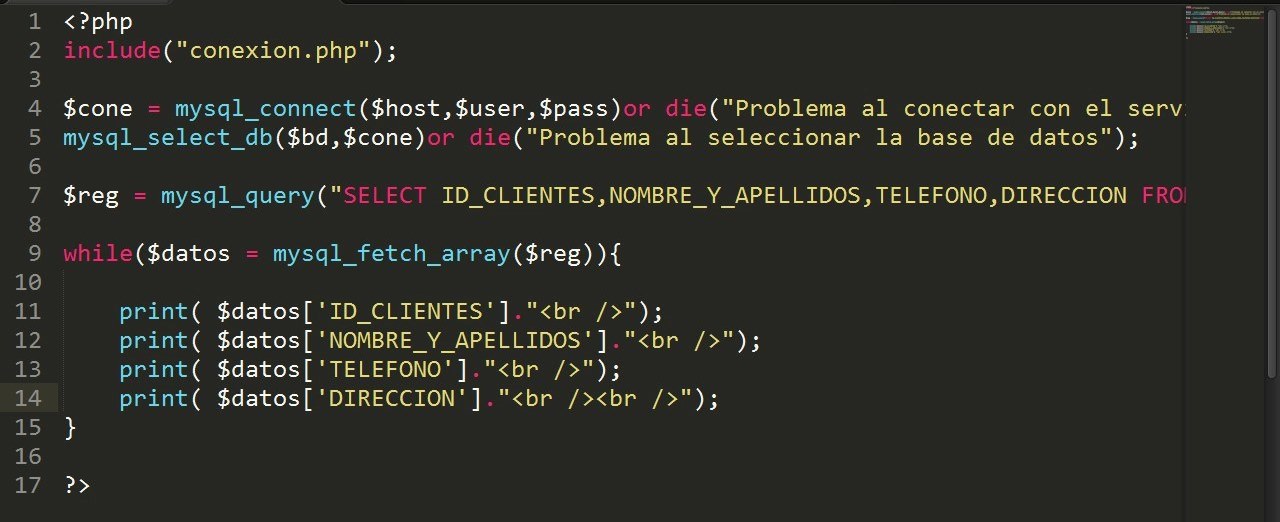 1 <?php
2 include("conexion.php");
3
4 $cone = mysql_connect($host,$user,$pass)or die("Problema al conectar con el serv
5 mysql_select_db($bd,$cone)or die("Problema al seleccionar la base de datos");
6
7 $reg = mysql_query("SELECT ID_CLIENTES,NOMBRE_Y_APELLIDOS,TELEFONO,DIRECCION FRO
8
9 while($datos = mysql_fetch_array($reg)){
10
11 print( $datos['ID_CLIENTES']."<br />");
12 print( $datos['NOMBRE_Y_APELLIDOS']."<br />");
13 print( $datos['TELEFONO']."<br />");
14 print( $datos['DIRECCION']."<br /><br />");
15 }
16
17 ?>